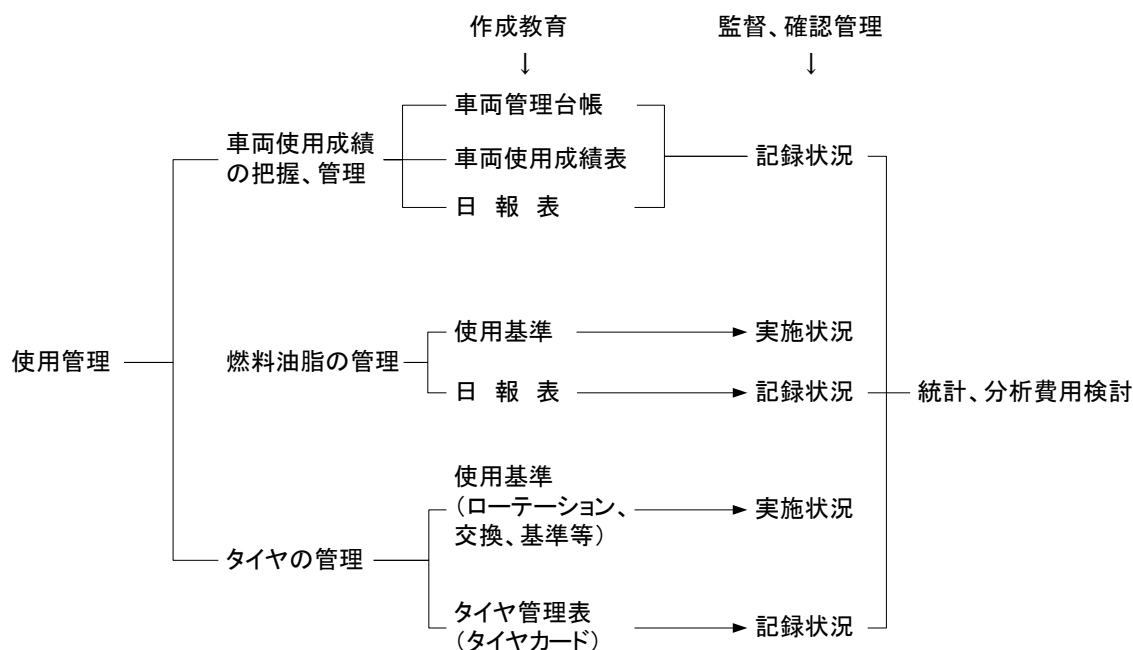 作成教育
監督、確認管理
↓
↓
車両管理台帳
車両使用成績
の把握、管理
車両使用成績表
記録状況
日 報 表
使用基準
実施状況
使用管理
燃料油脂の管理
日 報 表
記録状況
統計、分析費用検討
使用基準
(ローテーション、
交換、基準等)
実施状況
タイヤの管理
タイヤ管理表
(タイヤカード)
記録状況